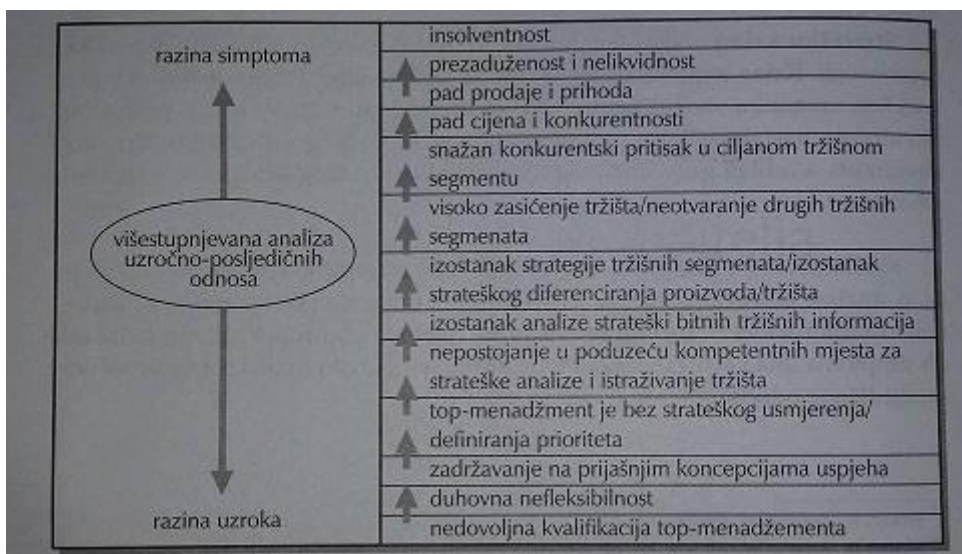 razina simptoma
višestupnjevana analiza
uzročno-posljedičnih
odnosa
razina uzroka
insolventnost
prezaduženost i nelikvidnost
pad prodaje i prihoda
pad cijena i konkurentnosti
snažan konkurentski pritisak u ciljanom tržišnom
segmentu
visoko zasićenje tržišta/neotvaranje drugih tržišnih
segmenata
izostanak strategije tržišnih segmenata/izostanak
strateškog diferenciranja proizvoda/tržišta
izostanak analize strateški bitnih tržišnih informacija
nepostojanje u poduzeću kompetentnih mjesta za
strateške analize i istraživanje tržišta
top-menadžment je bez strateškog usmjerenja/
definiranja prioriteta
zadržavanje na prijašnjim koncepcijama uspjeha
duhovna nefleksibilnost
nedovoljna kvalifikacija top-menadžementa